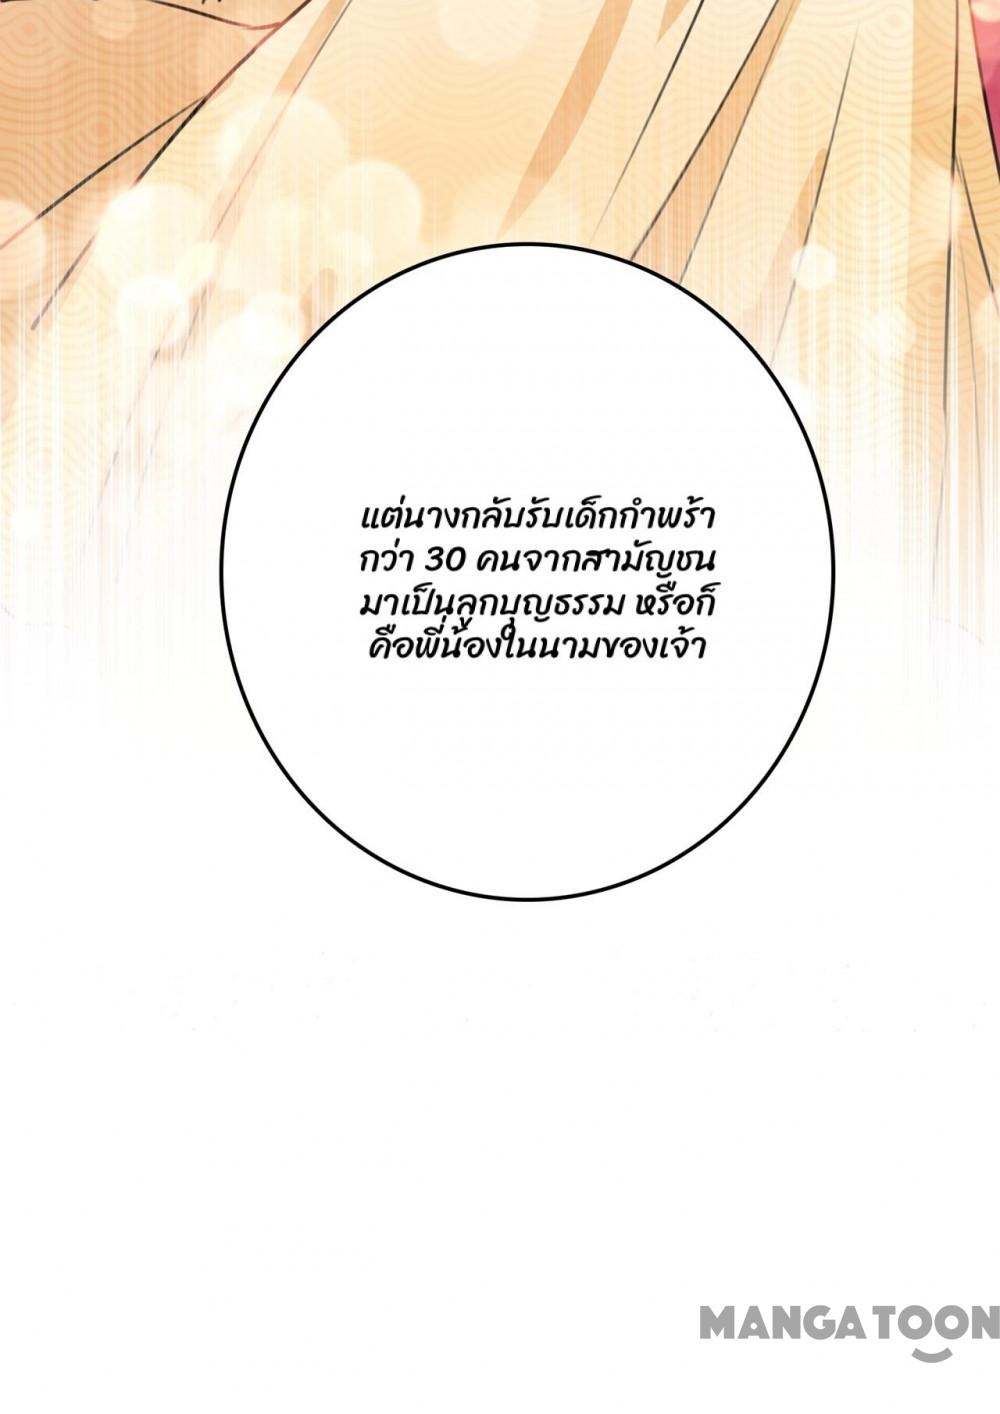 แต่นางกลับรับเด็กกำพร้า
กว่า 30 คนจากสามัญชน
มาเป็นลูกบุญธรรม หรือก็
คือพี่น้องในนามของเจ้า
MANGATOON